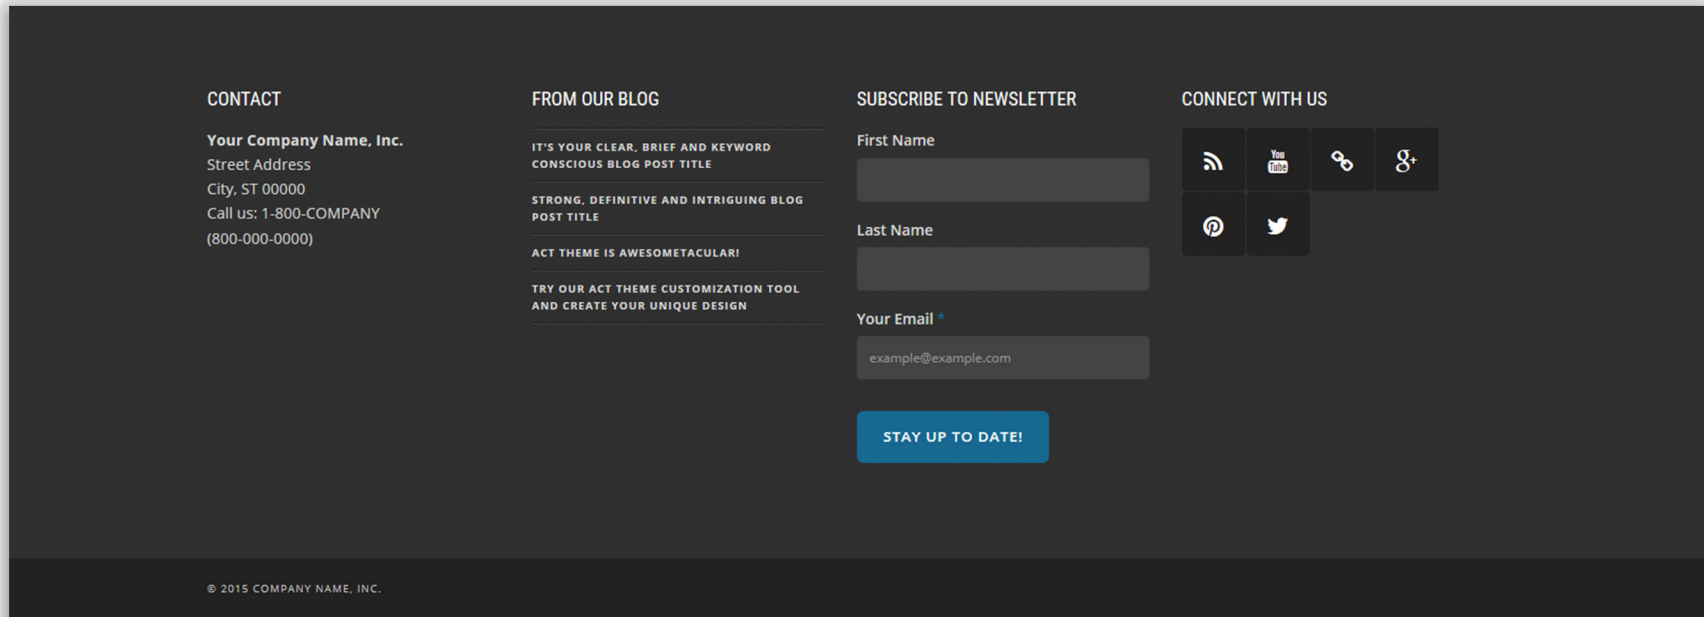 CONTACT
Your Company Name, Inc.
Street Address
City, ST 00000
Call us: 1-800-COMPANY
(800-000-0000)
FROM OUR BLOG
IT'S YOUR CLEAR, BRIEF AND KEYWORD
CONSCIOUS BLOG POST TITLE
STRONG, DEFINITIVE AND INTRIGUING BLOG
POST TITLE
ACT THEME IS AWESOMETACULAR!
TRY OUR ACT THEME CUSTOMIZATION TOOL
AND CREATE YOUR UNIQUE DESIGN
SUBSCRIBE TO NEWSLETTER
First Name
Last Name
Your Email *
example@example.com
STAY UP TO DATE!
CONNECT WITH US
You
Tube
g+
© 2015 COMPANY NAME, INC.